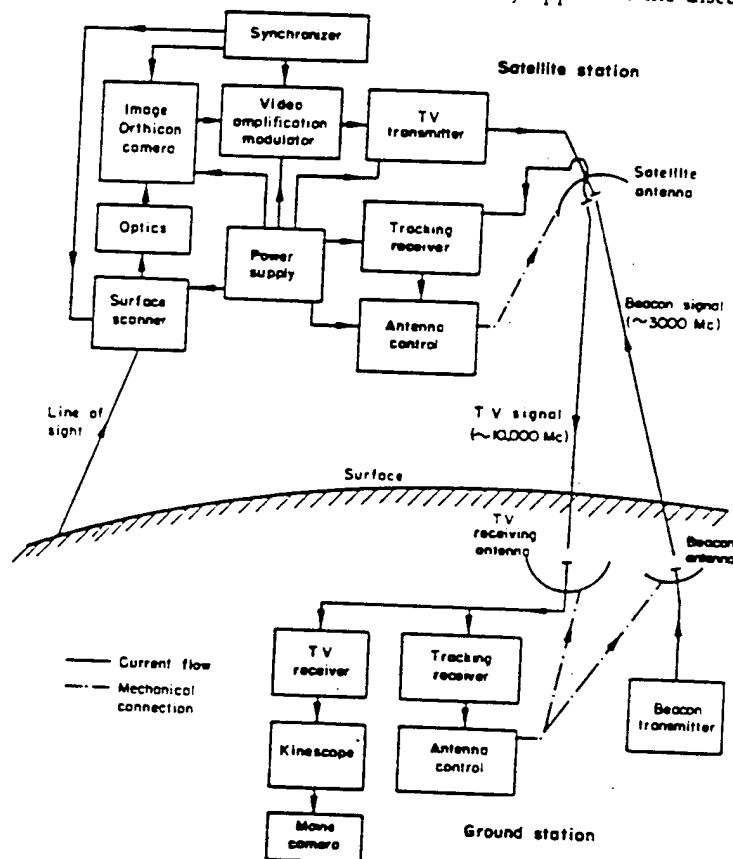 Synchronizer
Satellite station
Image
Orthicon
camera
Video
amplification
modulator
TV
transmitter
Satellite
antenna
Optics
Power
supply
Tracking
receiver
Surface
scanner
Antenna
control
Beacon signal
(~3000 Mc)
Line of
sight
TV signal
(~10,000 Mc)
Surface
TV
receiving
antenna
Beacon
antenna
TV
receiver
Tracking
receiver
Current flow
Mechanical
connection
Beacon
transmitter
Kinescope
Antenna
control
camera
Ground station